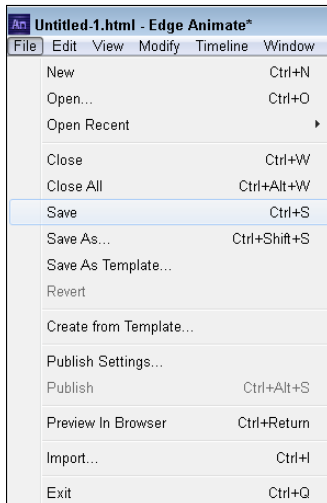 An Untitled-1.html - Edge Animate*
File Edit View Modify Timeline Window
New Ctrl+N
Open... Ctrl+O
Open Recent
Close Ctrl+W
Close All Ctrl+Alt+W
Save Ctrl+S
Save As... Ctrl+Shift+S
Save As Template...
Revert
Create from Template...
Publish Settings...
Publish Ctrl+Alt+S
Preview In Browser Ctrl+Return
Import... Ctrl+I
Exit Ctrl+Q